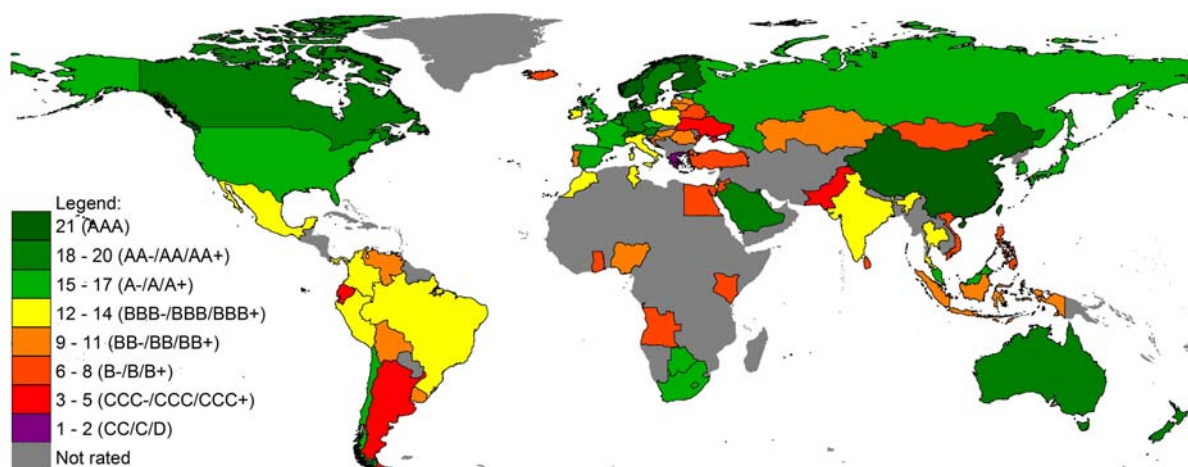 Legend:
21 (AAA)
18 - 20 (AA-/AA/AA+)
15 - 17 (A-/A/A+)
12 - 14 (BBB-/BBB/BBB+)
9 - 11 (BB-/BB/BB+)
6 - 8 (B-/B/B+)
3 - 5 (CCC-/CCC/CCC+)
1 - 2 (CC/C/D)
Not rated